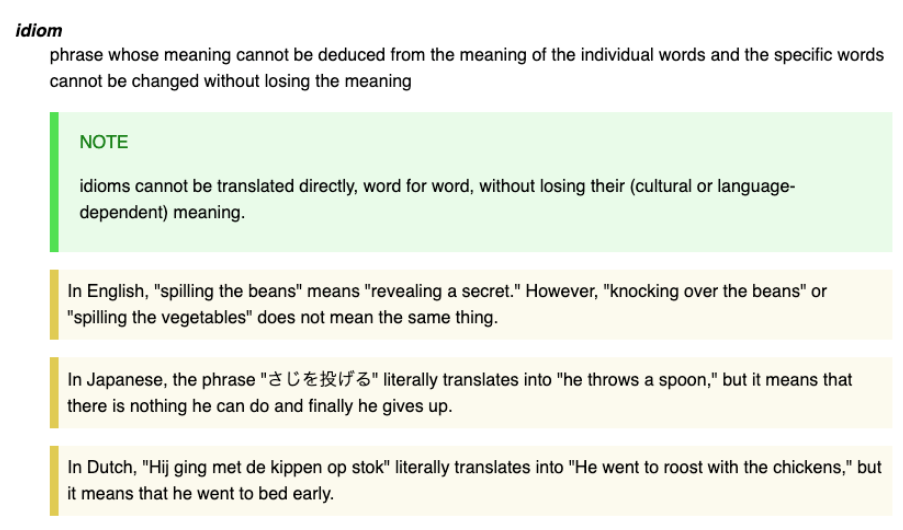 idiom
phrase whose meaning cannot be deduced from the meaning of the individual words and the specific words
cannot be changed without losing the meaning
NOTE
idioms cannot be translated directly, word for word, without losing their (cultural or language-
dependent) meaning.
In English, "spilling the beans" means "revealing a secret." However, "knocking over the beans" or
"spilling the vegetables" does not mean the same thing.
In Japanese, the phrase "さじを投げる" literally translates into "he throws a spoon," but it means that
there is nothing he can do and finally he gives up.
In Dutch, "Hij ging met de kippen op stok" literally translates into "He went to roost with the chickens," but
it means that he went to bed early.